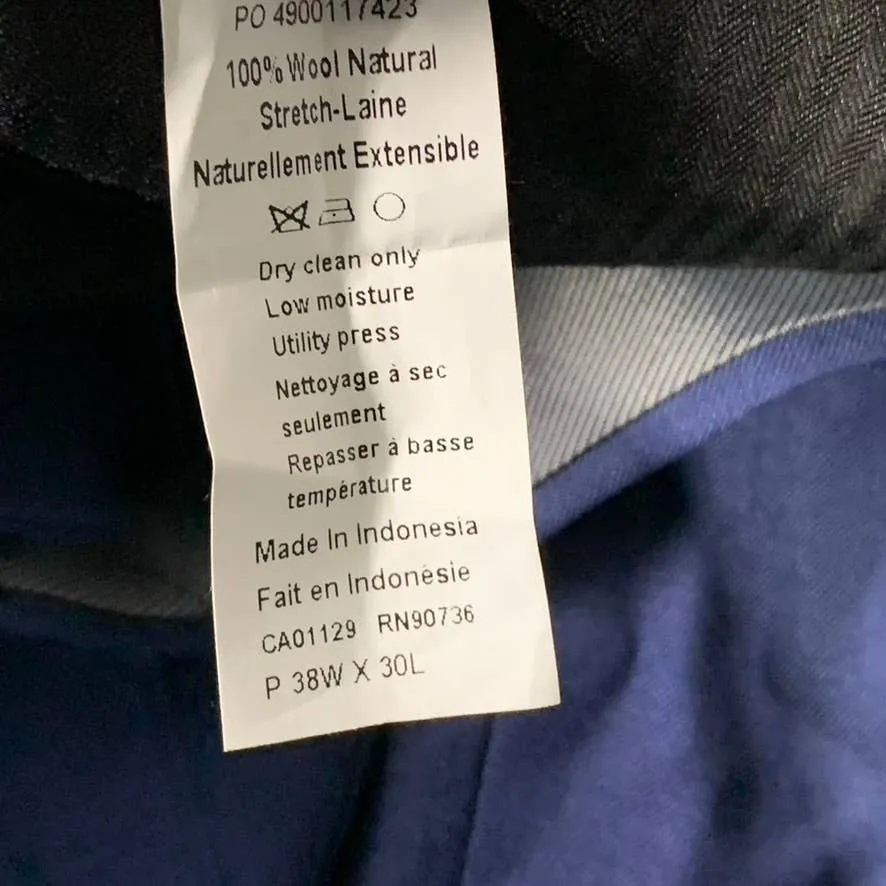 PO 4900117423
100% Wool Natural
Stretch-Laine
Naturellement Extensible
Dry clean only
Low moisture
Utility press
Nettoyage à sec
seulement
Repasser à basse
température
Made In Indonesia
Fait en Indonésie
CA01129 RN90736
P 38W X 30L